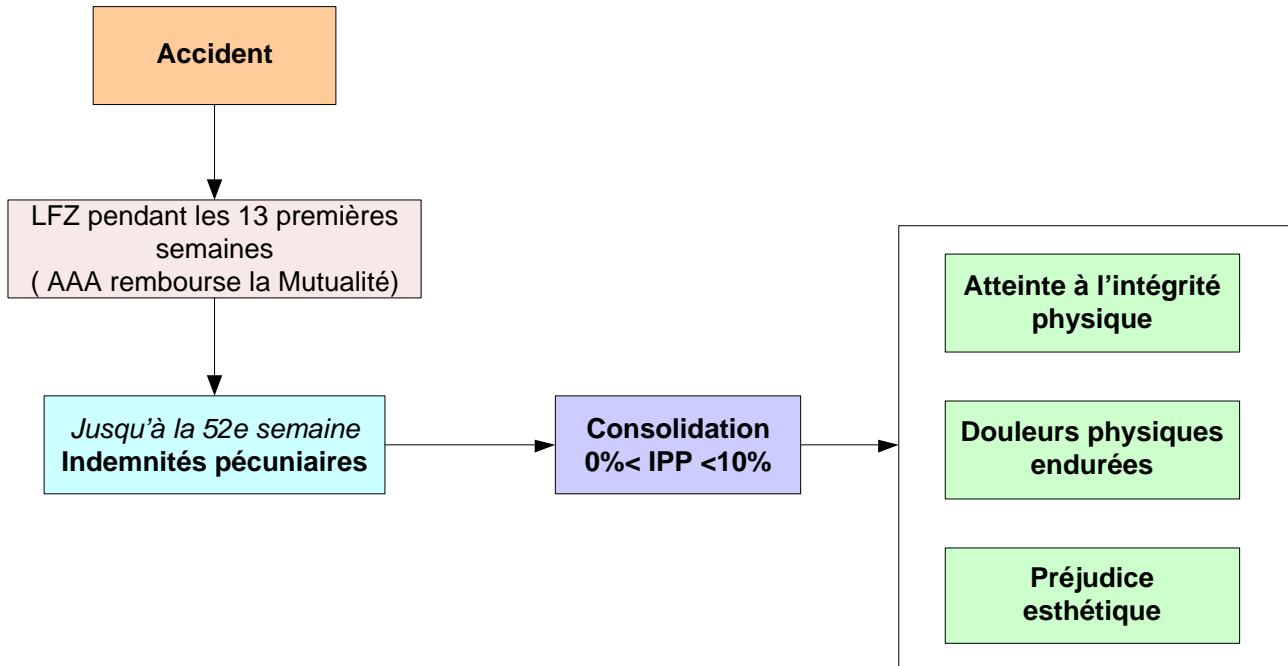 Accident
LFZ pendant les 13 premières
semaines
( AAA rembourse la Mutualité)
Jusqu'à la 52e semaine
Indemnités pécuniaires
Consolidation
0%< IPP <10%
Atteinte à l'intégrité
physique
Douleurs physiques
endurées
Préjudice
esthétique